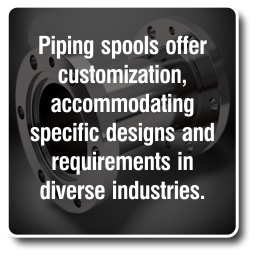 Piping spools offer
customization,
accommodating
specific designs and
requirements in
diverse industries.